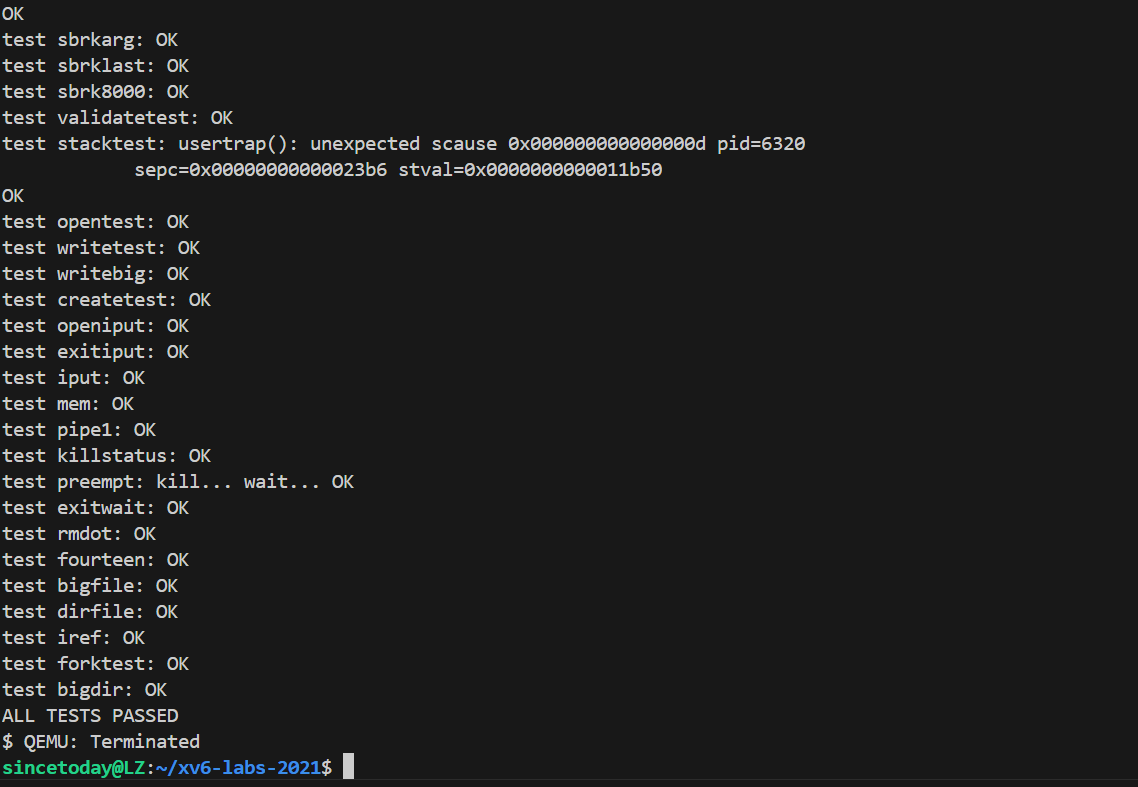 OK
test sbrkarg: OK
test sbrklast: OK
test sbrk8000: OK
test validatetest: OK
test stacktest: usertrap(): unexpected scause 0x000000000000000d pid=6320
            sepc=0x00000000000023b6 stval=0x0000000000011b50
OK
test opentest: OK
test writetest: OK
test writebig: OK
test createtest: OK
test openiput: OK
test exitiput: OK
test iput: OK
test mem: OK
test pipe1: OK
test killstatus: OK
test preempt: kill... wait... OK
test exitwait: OK
test rmdot: OK
test fourteen: OK
test bigfile: OK
test dirfile: OK
test iref: OK
test forktest: OK
test bigdir: OK
ALL TESTS PASSED
$ QEMU: Terminated
sincetoday@LZ:~/xv6-labs-2021$